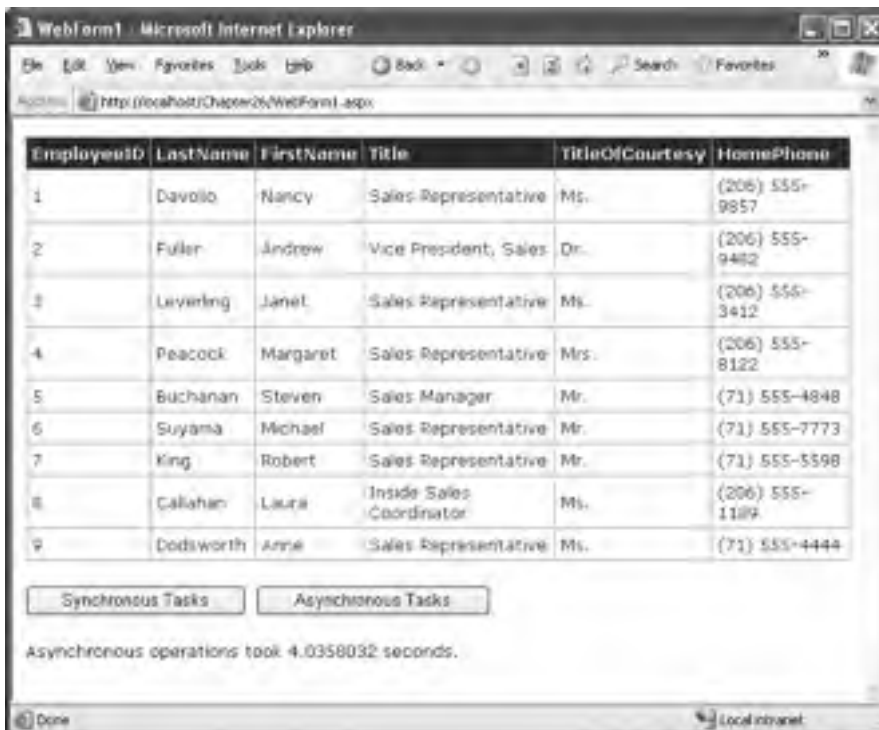 WebForm1 - Microsoft Internet Explorer
File Edit View Favorites Tools Help Back Search Favorites »
Address http://localhost/Chapter26/WebForm1.aspx
EmployeeID LastName FirstName Title TitleOfCourtesy HomePhone
1 Davolio Nancy Sales Representative Ms. (206) 555-
9857
2 Fuller Andrew Vice President, Sales Dr. (206) 555-
9482
3 Leverling Janet Sales Representative Ms. (206) 555-
3412
4 Peacock Margaret Sales Representative Mrs. (206) 555-
8122
5 Buchanan Steven Sales Manager Mr. (71) 555-4848
6 Suyama Michael Sales Representative Mr. (71) 555-7773
7 King Robert Sales Representative Mr. (71) 555-5598
8 Callahan Laura Inside Sales
Coordinator Ms. (206) 555-
1189
9 Dodsworth Anne Sales Representative Ms. (71) 555-4444
Synchronous Tasks Asynchronous Tasks
Asynchronous operations took 4.0358032 seconds.
Done Local intranet